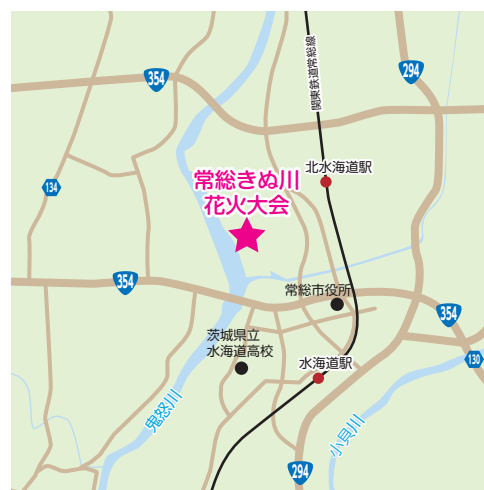 354
294
関東鉄道常総線
134
北水海道駅
常総きぬ川
花火大会
354
常総市役所
354
茨城県立
水海道高校
水海道駅
130
鬼怒川
小貝川
294